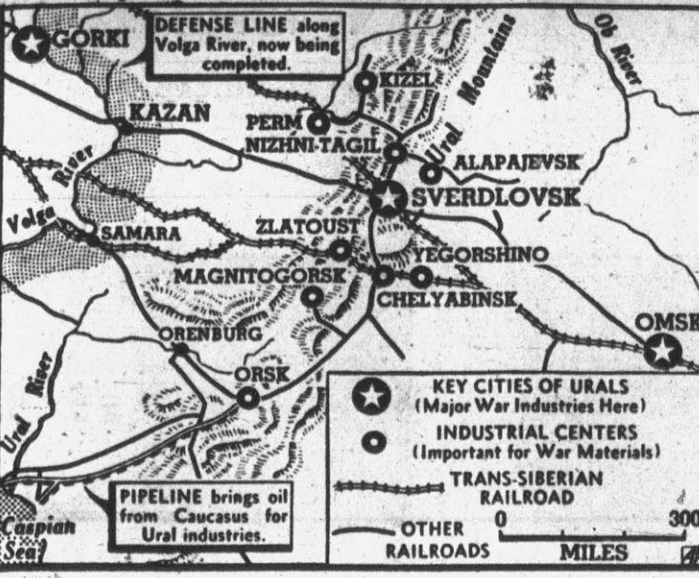 GORKI
DEFENSE LINE along
Volga River, now being
completed.
Ob River
KIZEL
Ural Mountains
KAZAN
PERM
NIZHNI-TAGIL
ALAPAJEVSK
Volga River
SVERDLOVSK
SAMARA
ZLATOUST
YEGORSHINO
MAGNITOGORSK
CHELYABINSK
OMSK
ORENBURG
ORSK
Ural River
KEY CITIES OF URALS
(Major War Industries Here)
INDUSTRIAL CENTERS
(Important for War Materials)
TRANS-SIBERIAN
RAILROAD
OTHER
RAILROADS
0 300
MILES
PIPELINE brings oil
from Caucasus for
Ural industries.
Caspian
Sea